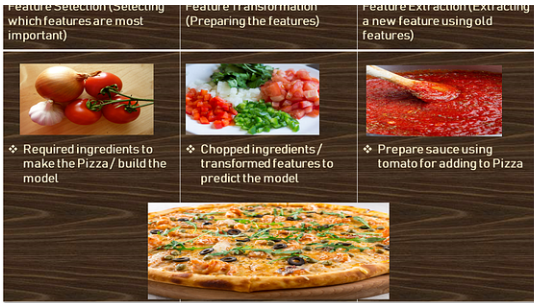 Feature Selection (Selecting
which features are most
important)
Feature Transformation
(Preparing the features)
Feature Extraction (Extracting
a new feature using old
features)
❖ Required ingredients to
make the Pizza / build the
model
❖ Chopped ingredients /
transformed features to
predict the model
❖ Prepare sauce using
tomato for adding to Pizza